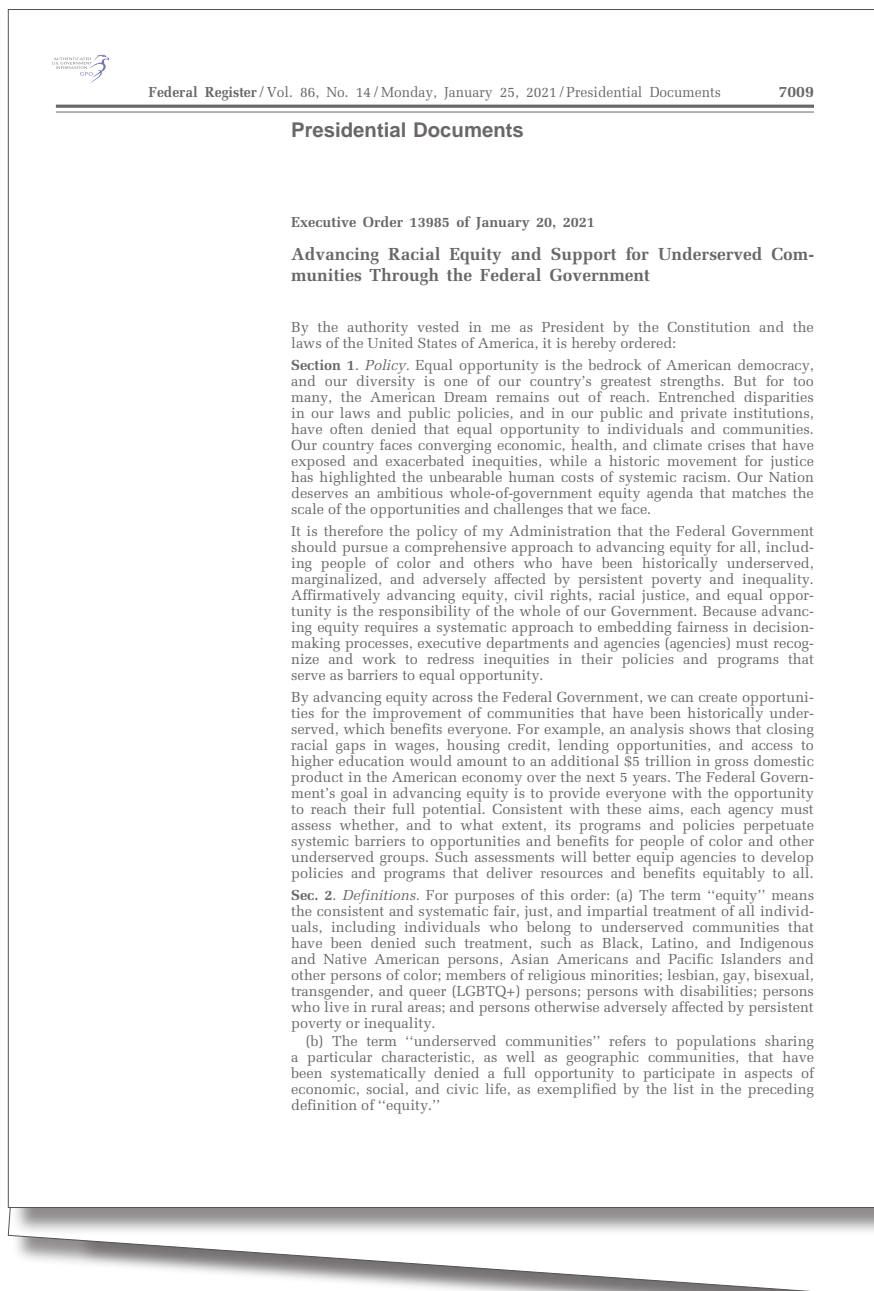 AUTHENTICATED
U.S. GOVERNMENT
INFORMATION
GPO
Federal Register / Vol. 86, No. 14 / Monday, January 25, 2021 / Presidential Documents 7009
Presidential Documents
Executive Order 13985 of January 20, 2021
Advancing Racial Equity and Support for Underserved Com-
munities Through the Federal Government
By the authority vested in me as President by the Constitution and the
laws of the United States of America, it is hereby ordered:
Section 1. Policy. Equal opportunity is the bedrock of American democracy,
and our diversity is one of our country’s greatest strengths. But for too
many, the American Dream remains out of reach. Entrenched disparities
in our laws and public policies, and in our public and private institutions,
have often denied that equal opportunity to individuals and communities.
Our country faces converging economic, health, and climate crises that have
exposed and exacerbated inequities, while a historic movement for justice
has highlighted the unbearable human costs of systemic racism. Our Nation
deserves an ambitious whole-of-government equity agenda that matches the
scale of the opportunities and challenges that we face.
It is therefore the policy of my Administration that the Federal Government
should pursue a comprehensive approach to advancing equity for all, includ-
ing people of color and others who have been historically underserved,
marginalized, and adversely affected by persistent poverty and inequality.
Affirmatively advancing equity, civil rights, racial justice, and equal oppor-
tunity is the responsibility of the whole of our Government. Because advanc-
ing equity requires a systematic approach to embedding fairness in decision-
making processes, executive departments and agencies (agencies) must recog-
nize and work to redress inequities in their policies and programs that
serve as barriers to equal opportunity.
By advancing equity across the Federal Government, we can create opportuni-
ties for the improvement of communities that have been historically under-
served, which benefits everyone. For example, an analysis shows that closing
racial gaps in wages, housing credit, lending opportunities, and access to
higher education would amount to an additional $5 trillion in gross domestic
product in the American economy over the next 5 years. The Federal Govern-
ment’s goal in advancing equity is to provide everyone with the opportunity
to reach their full potential. Consistent with these aims, each agency must
assess whether, and to what extent, its programs and policies perpetuate
systemic barriers to opportunities and benefits for people of color and other
underserved groups. Such assessments will better equip agencies to develop
policies and programs that deliver resources and benefits equitably to all.
Sec. 2. Definitions. For purposes of this order: (a) The term ‘‘equity’’ means
the consistent and systematic fair, just, and impartial treatment of all individ-
uals, including individuals who belong to underserved communities that
have been denied such treatment, such as Black, Latino, and Indigenous
and Native American persons, Asian Americans and Pacific Islanders and
other persons of color; members of religious minorities; lesbian, gay, bisexual,
transgender, and queer (LGBTQ+) persons; persons with disabilities; persons
who live in rural areas; and persons otherwise adversely affected by persistent
poverty or inequality.
(b) The term ‘‘underserved communities’’ refers to populations sharing
a particular characteristic, as well as geographic communities, that have
been systematically denied a full opportunity to participate in aspects of
economic, social, and civic life, as exemplified by the list in the preceding
definition of ‘‘equity.’’